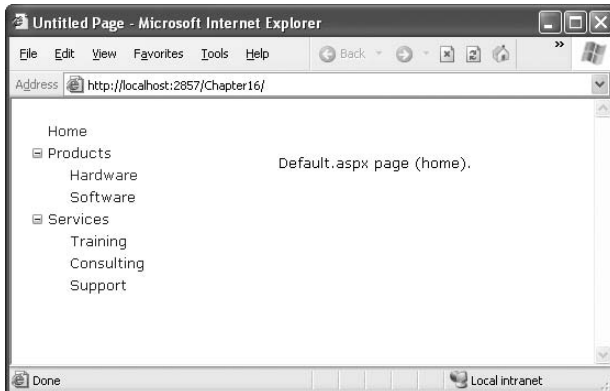 Untitled Page - Microsoft Internet Explorer
File Edit View Favorites Tools Help Back »
Address http://localhost:2857/Chapter16/
Home
Products
Hardware
Software
Services
Training
Consulting
Support
Default.aspx page (home).
Done Local intranet